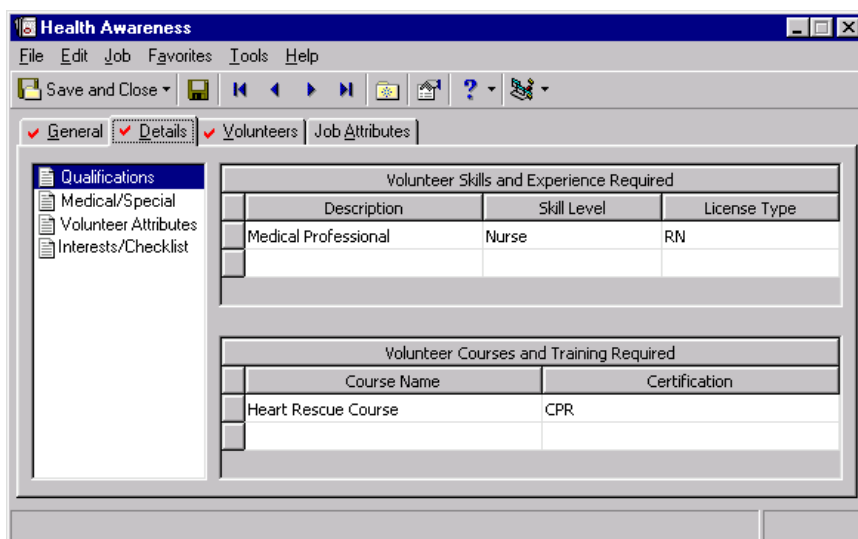 Health Awareness
File Edit Job Favorites Tools Help
Save and Close ?
General Details Volunteers Job Attributes
Qualifications
Medical/Special
Volunteer Attributes
Interests/Checklist
Volunteer Skills and Experience Required
Description Skill Level License Type
Medical Professional Nurse RN
Volunteer Courses and Training Required
Course Name Certification
Heart Rescue Course CPR